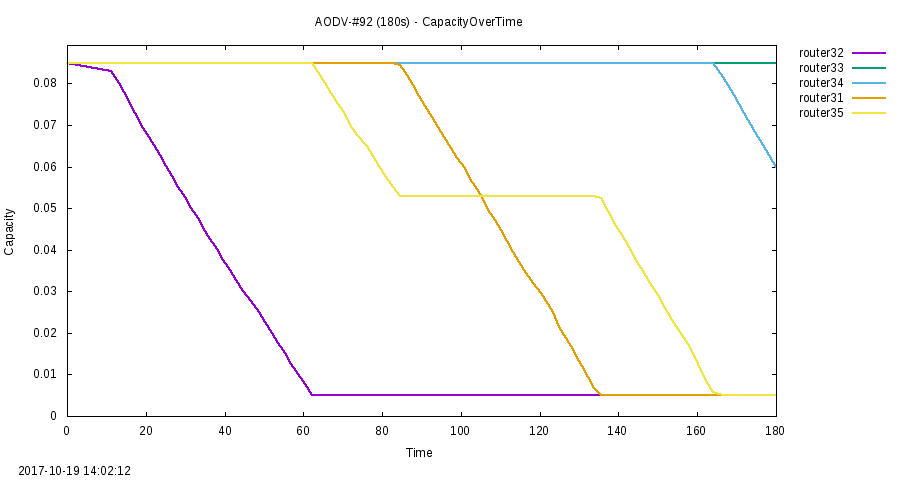 AODV-#92 (180s) - CapacityOverTime
router32
router33
router34
router31
router35
Capacity
0.08
0.07
0.06
0.05
0.04
0.03
0.02
0.01
0
0 20 40 60 80 100 120 140 160 180
Time
2017-10-19 14:02:12